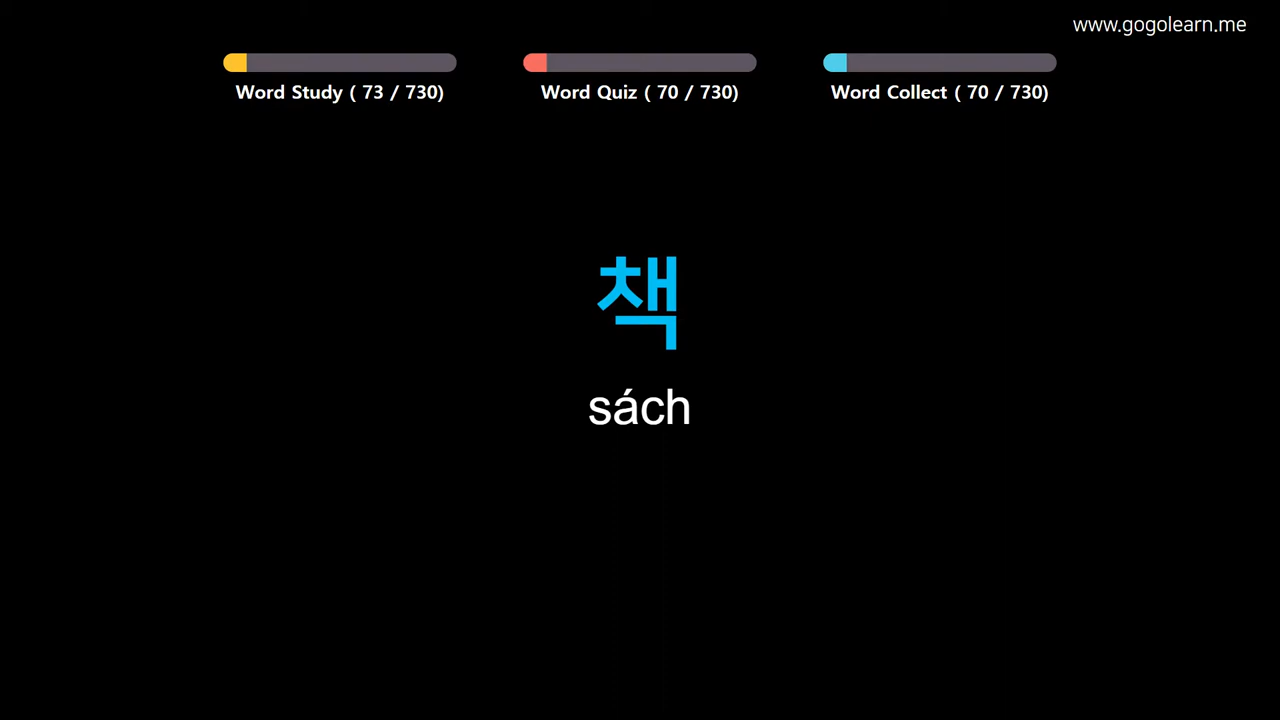 www.gogolearn.me
Word Study ( 73 / 730)
Word Quiz ( 70 / 730)
Word Collect ( 70 / 730)
책
sách